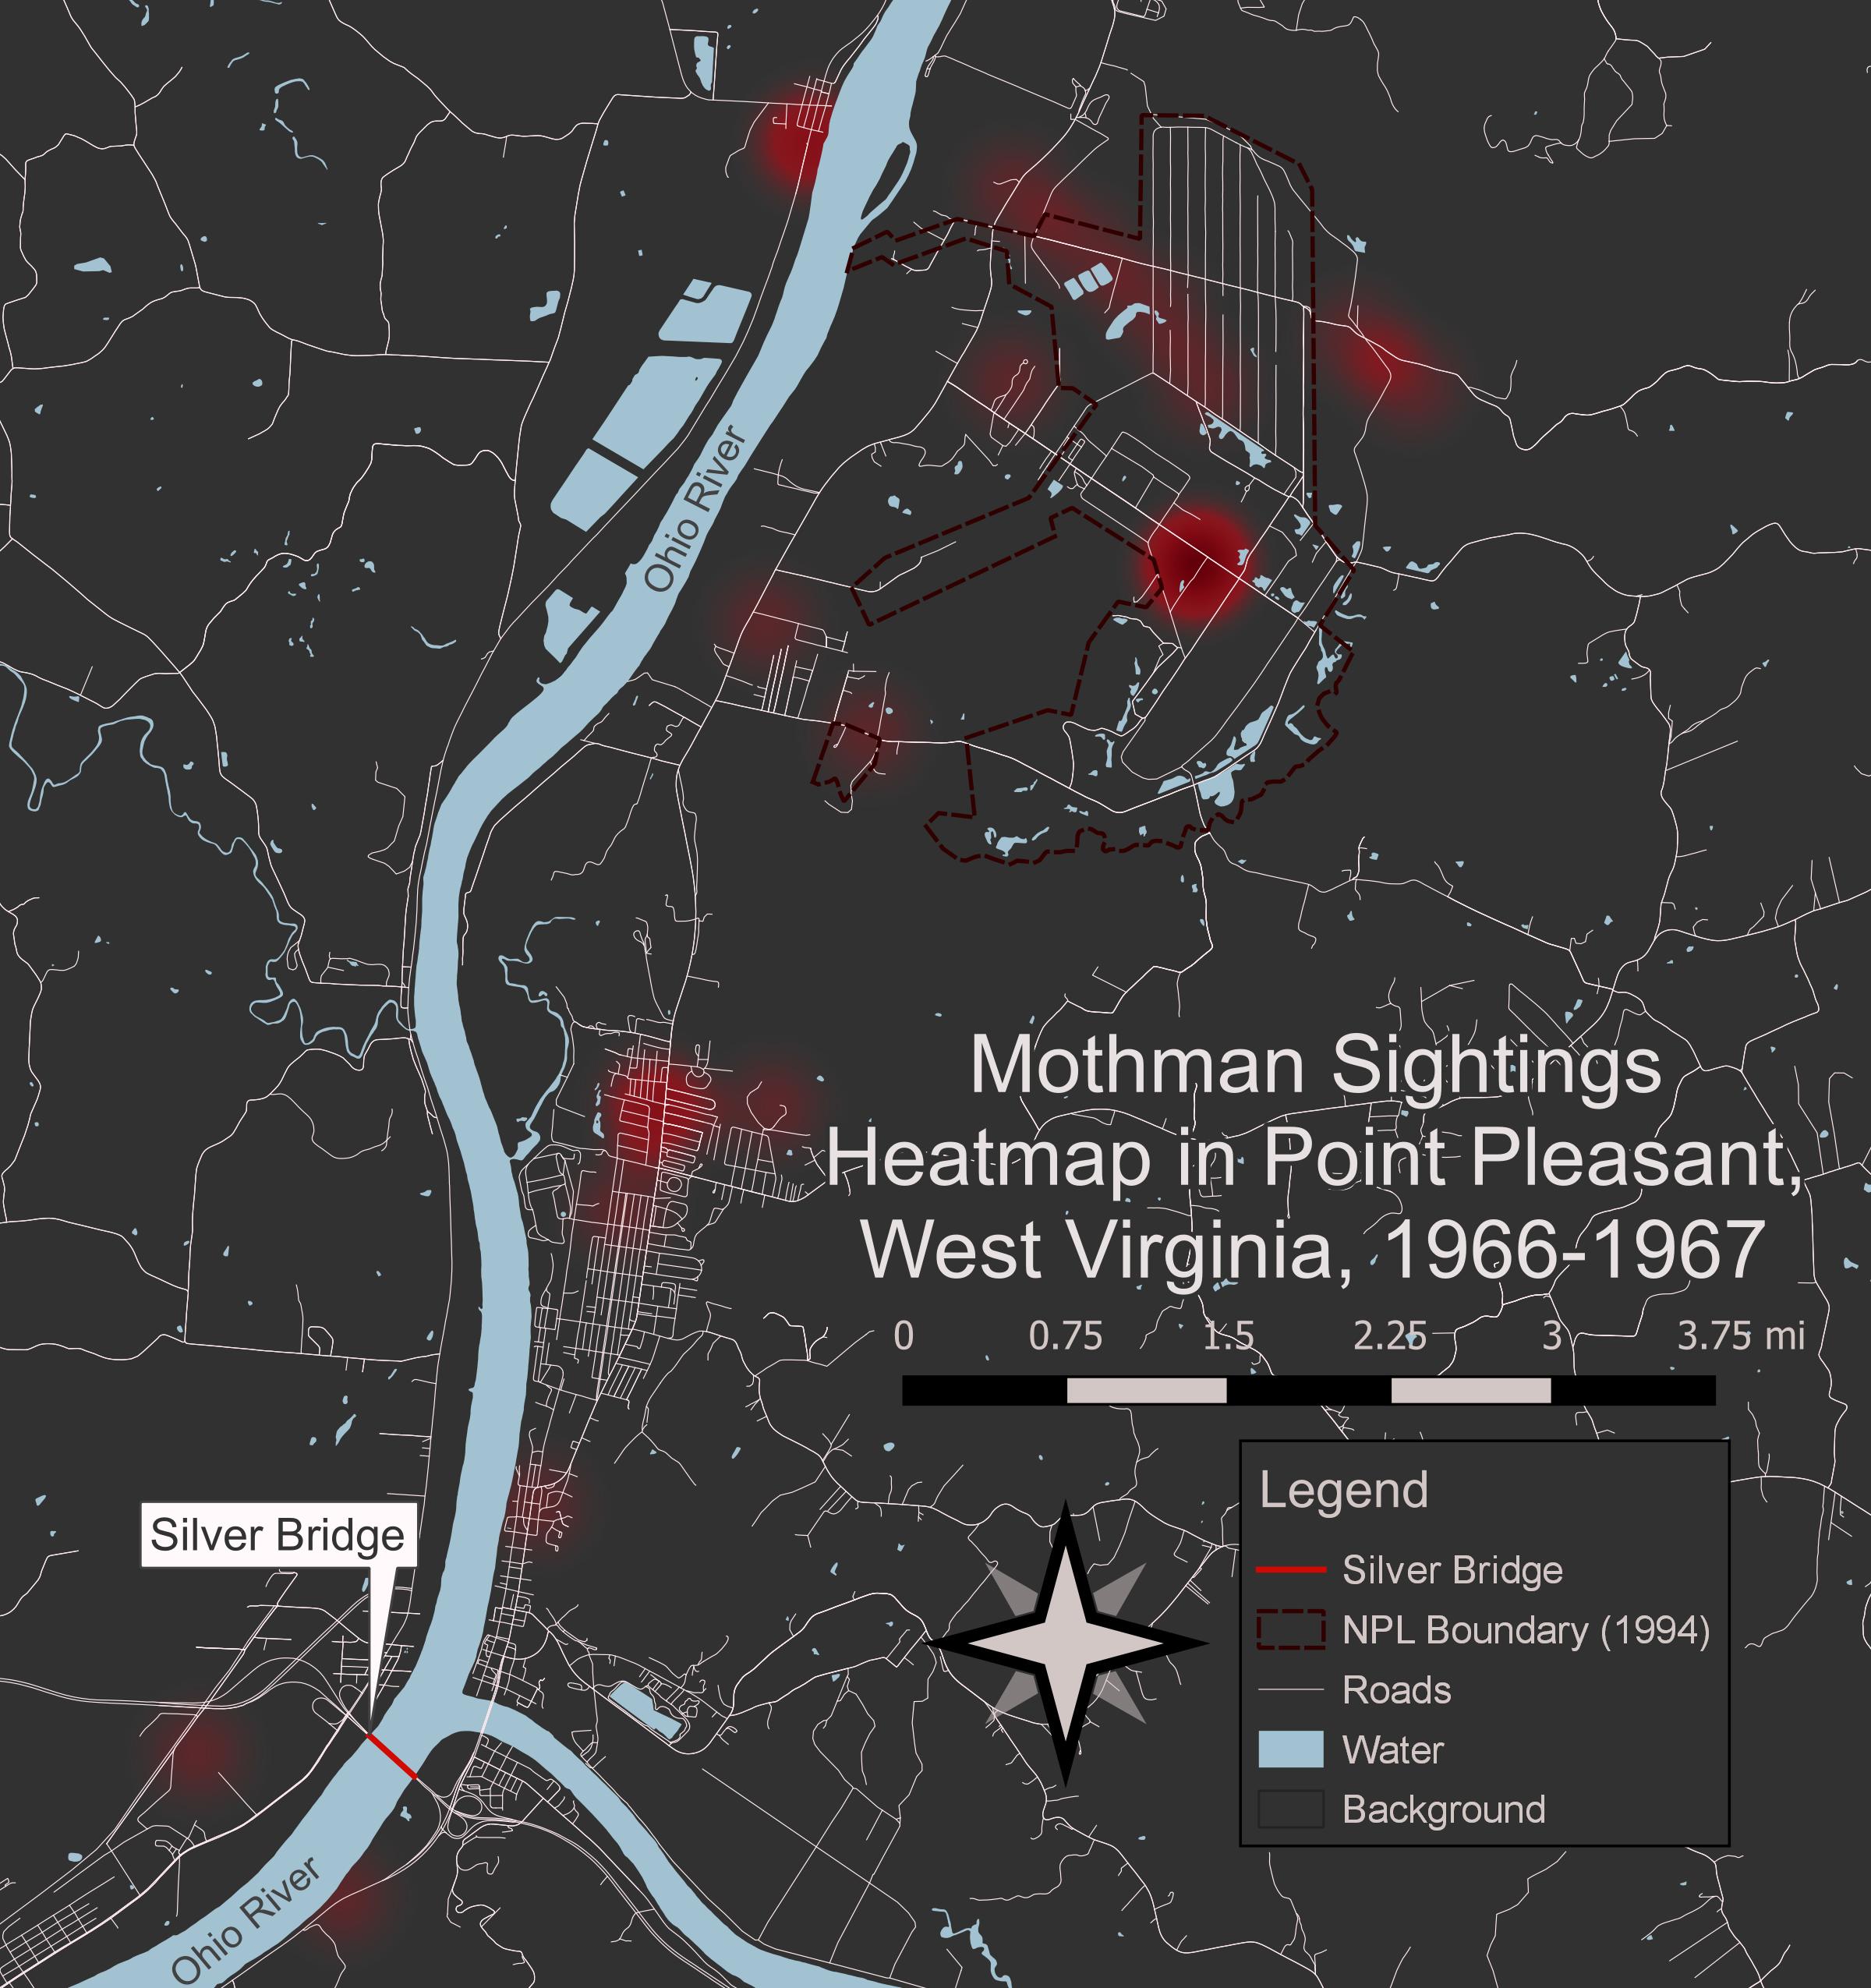 Ohio River
Mothman Sightings
Heatmap in Point Pleasant,
West Virginia, 1966-1967
0 0.75 1.5 2.25 3 3.75 mi
Legend
Silver Bridge
NPL Boundary (1994)
Roads
Water
Background
Silver Bridge
Ohio River